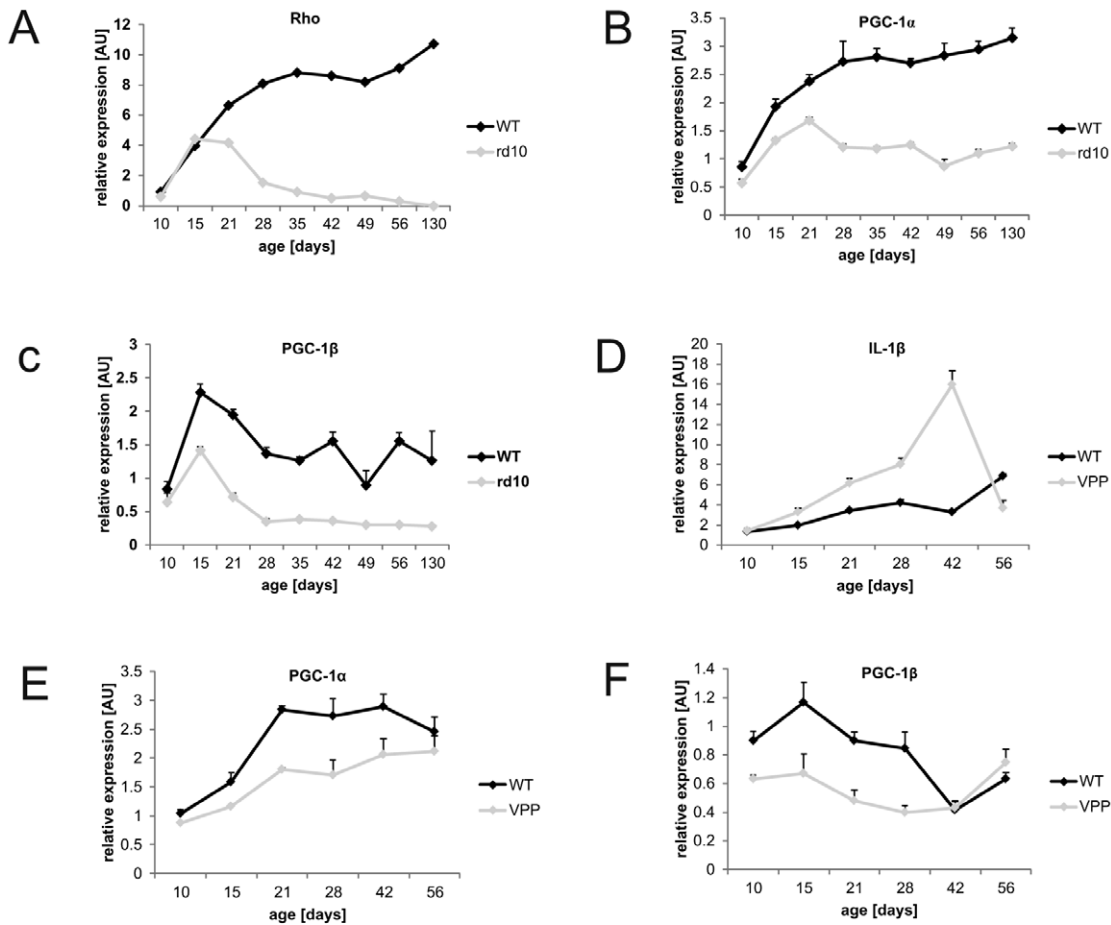 A
Rho
relative expression [AU]
12
10
8
6
4
2
0
10 15 21 28 35 42 49 56 130
age [days]
WT
rd10
B
PGC-1α
relative expression [AU]
3.5
3
2.5
2
1.5
1
0.5
0
10 15 21 28 35 42 49 56 130
age [days]
WT
rd10
c
PGC-1β
relative expression [AU]
3
2.5
2
1.5
1
0.5
0
10 15 21 28 35 42 49 56 130
age [days]
WT
rd10
D
IL-1β
relative expression [AU]
20
18
16
14
12
10
8
6
4
2
0
10 15 21 28 42 56
age [days]
WT
VPP
E
PGC-1α
relative expression [AU]
3.5
3
2.5
2
1.5
1
0.5
0
10 15 21 28 42 56
age [days]
WT
VPP
F
PGC-1β
relative expression [AU]
1.4
1.2
1
0.8
0.6
0.4
0.2
0
10 15 21 28 42 56
age [days]
WT
VPP